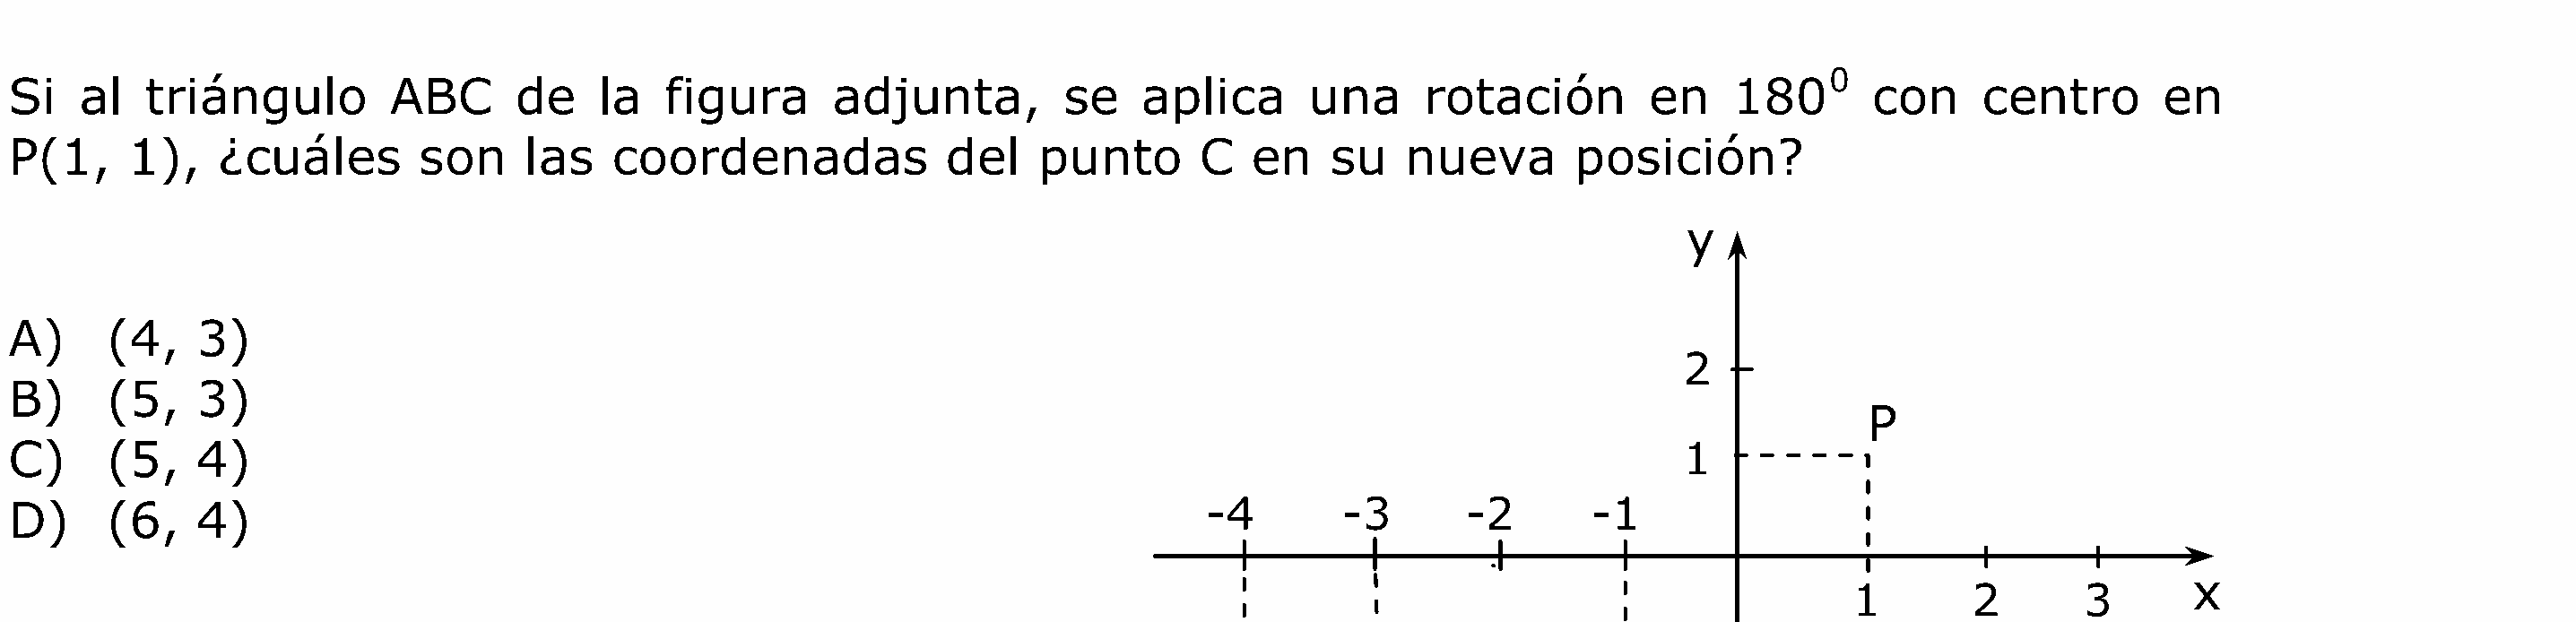 Si al triángulo ABC de la figura adjunta, se aplica una rotación en 180⁰ con centro en
P(1, 1), ¿cuáles son las coordenadas del punto C en su nueva posición?
y
A) (4, 3)
2
B) (5, 3)
P
C) (5, 4)
1
D) (6, 4)
-4 -3 -2 -1
1 2 3 x